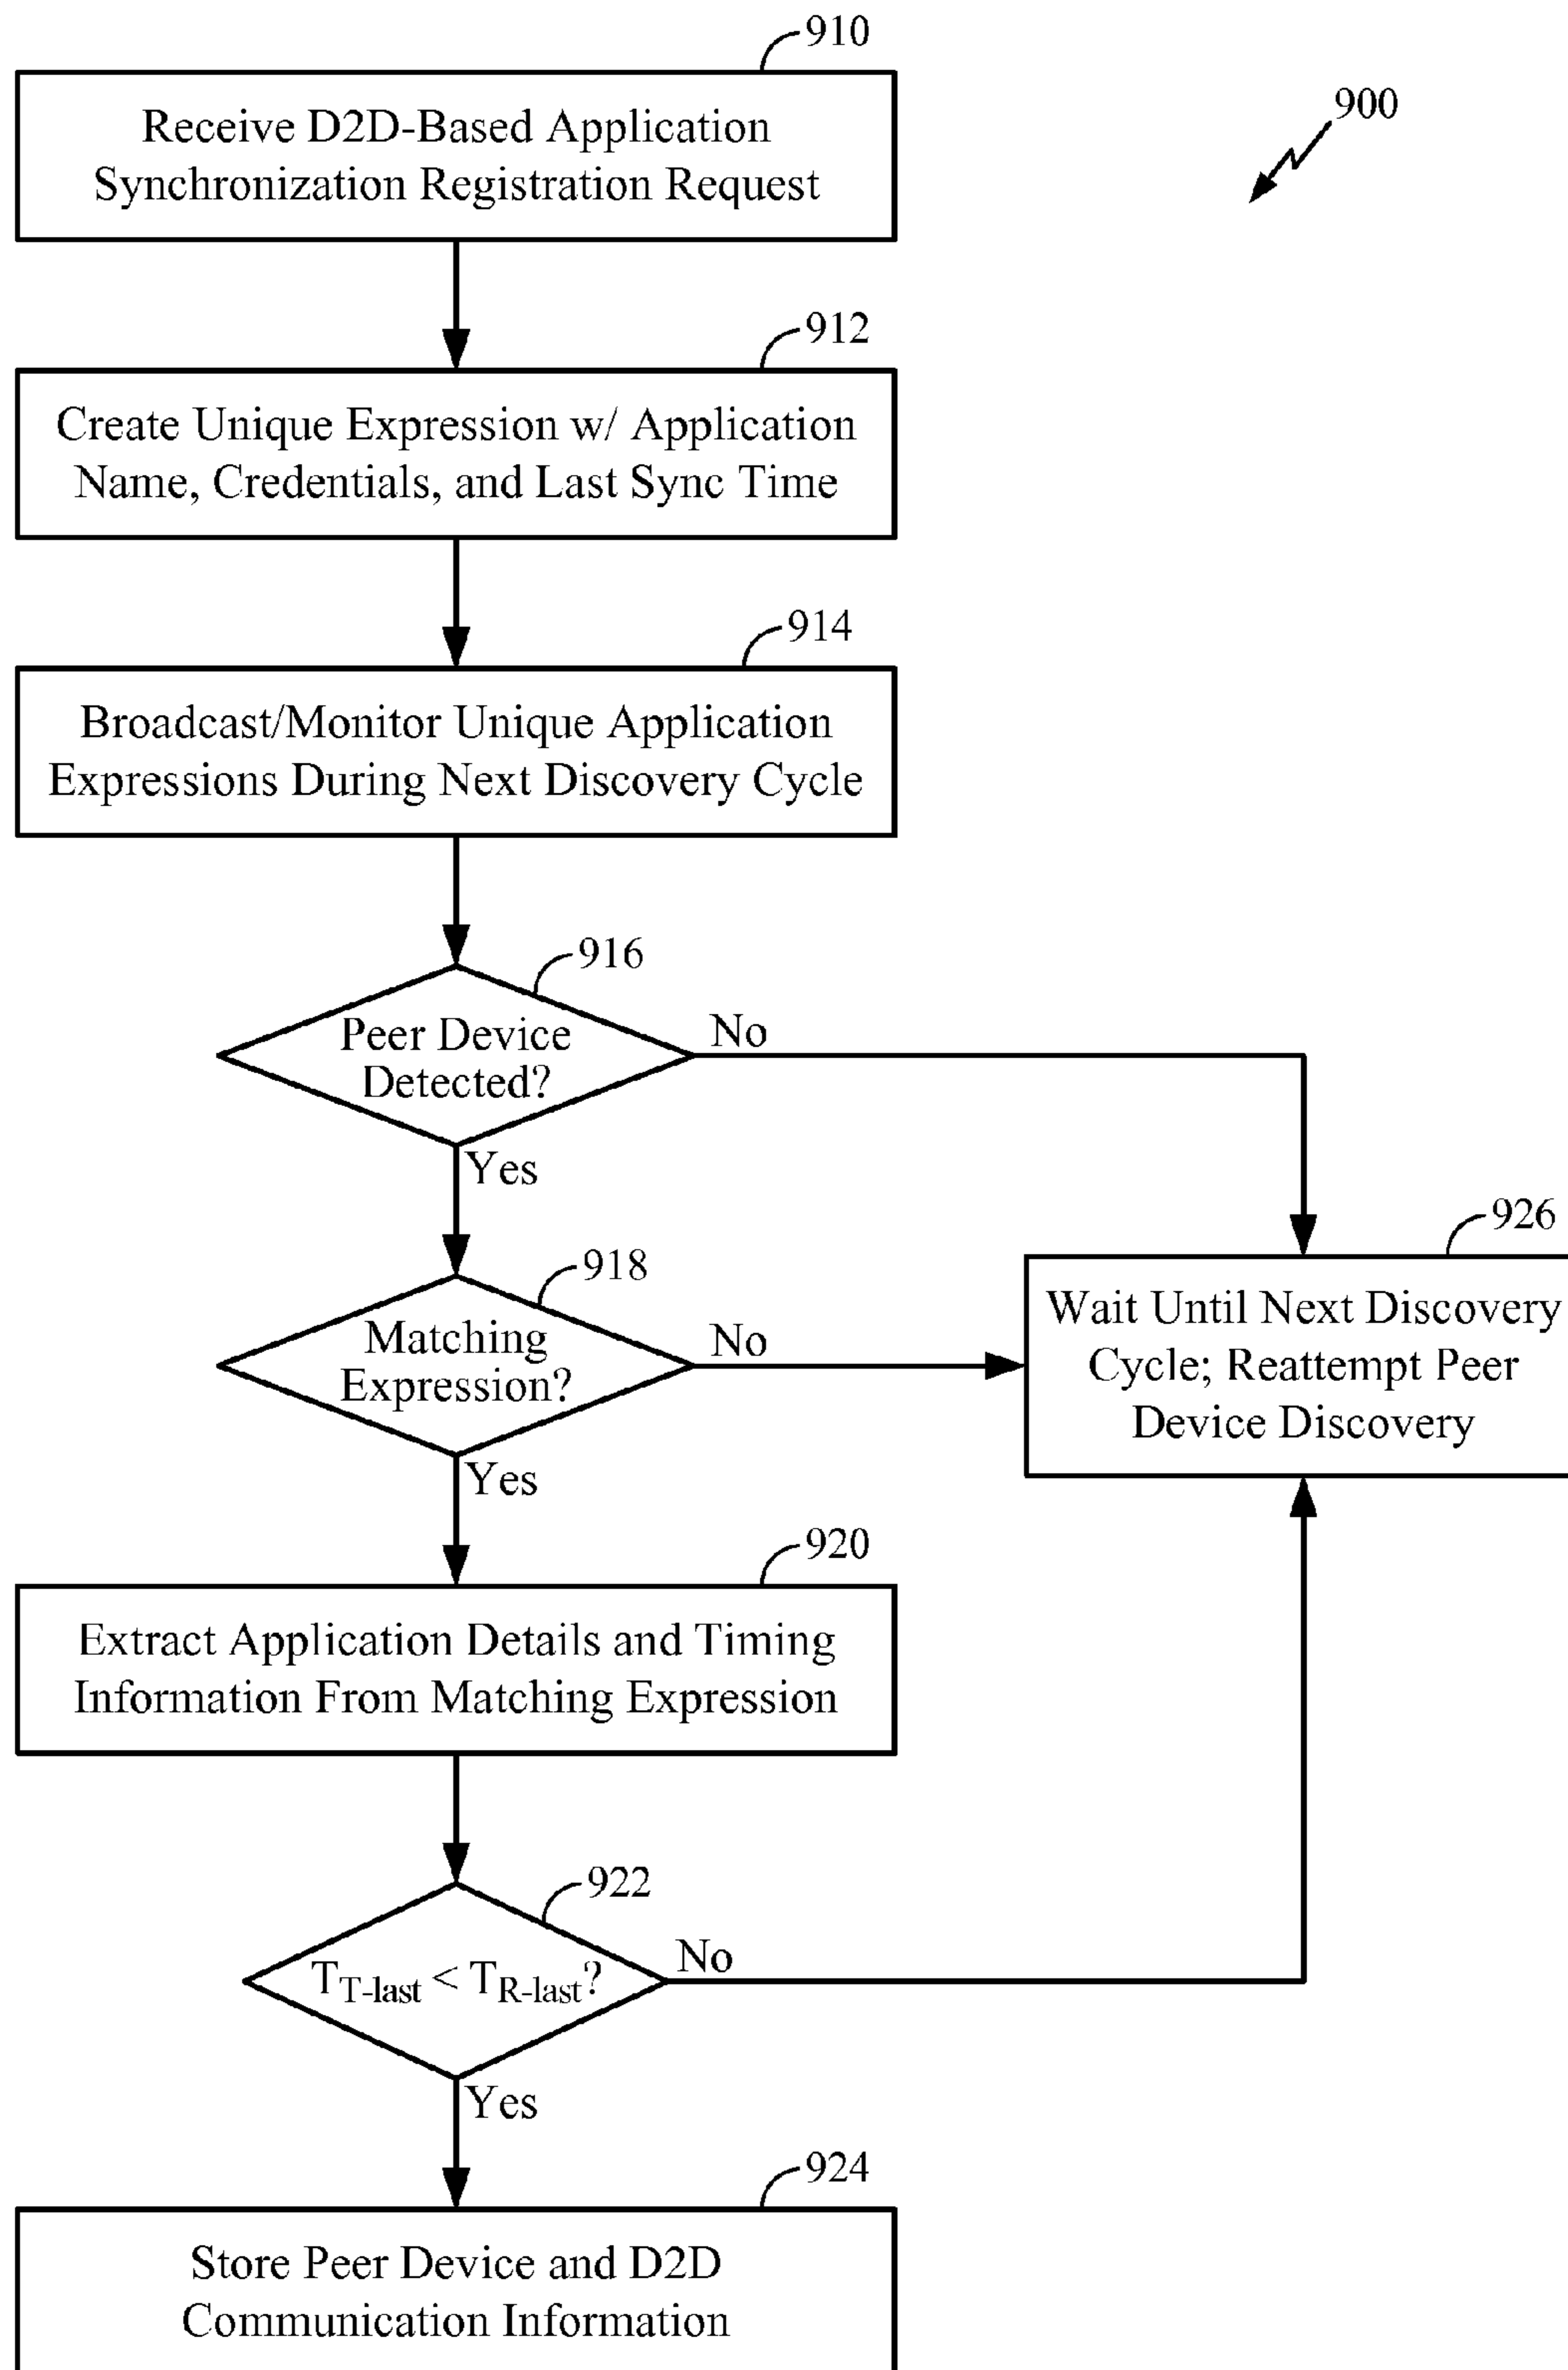 910
900
Receive D2D-Based Application
Synchronization Registration Request
912
Create Unique Expression w/ Application
Name, Credentials, and Last Sync Time
914
Broadcast/Monitor Unique Application
Expressions During Next Discovery Cycle
916
Peer Device
Detected?
No
Yes
918
Matching
Expression?
No
Yes
926
Wait Until Next Discovery
Cycle; Reattempt Peer
Device Discovery
920
Extract Application Details and Timing
Information From Matching Expression
922
T_T-last < T_R-last?
No
Yes
924
Store Peer Device and D2D
Communication Information